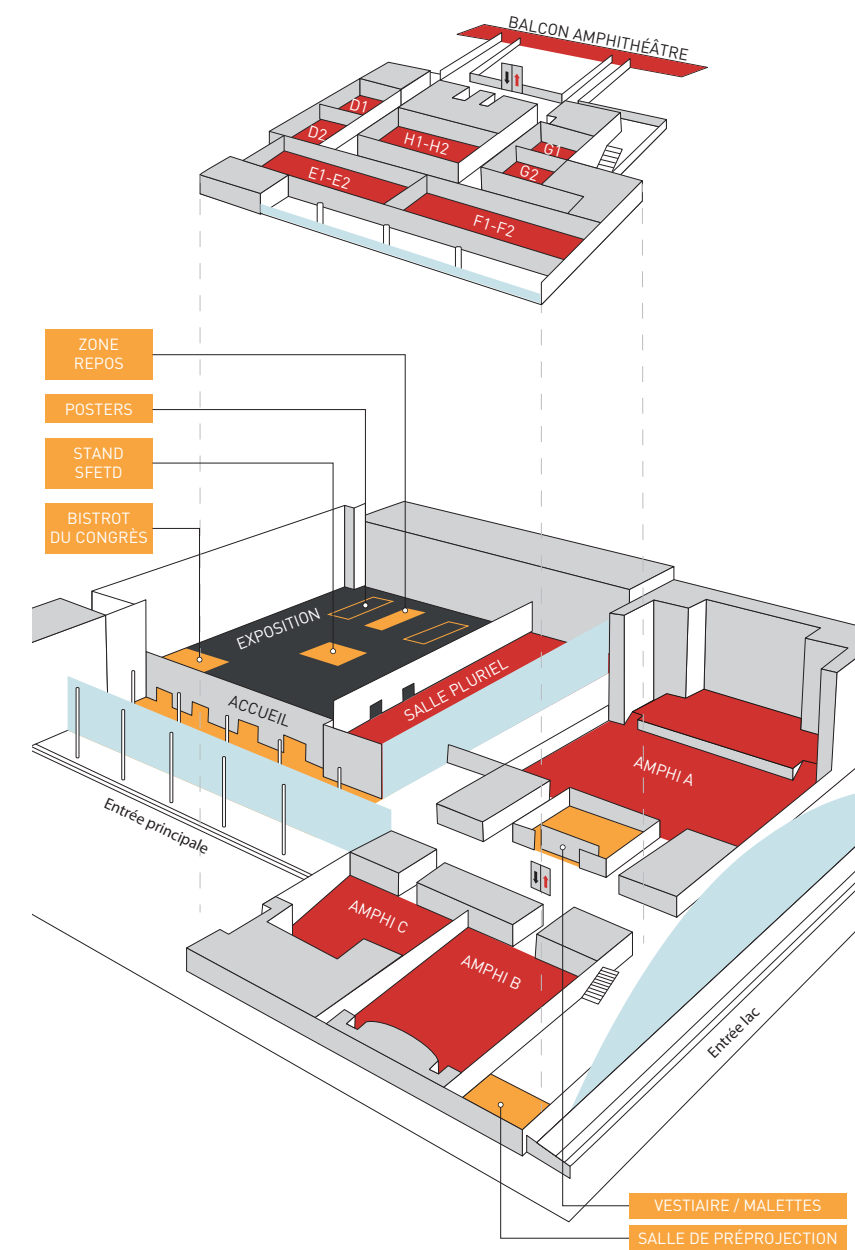 BALCON AMPHITHÉÂTRE
D1
D2
H1-H2
G1
G2
E1-E2
F1-F2
ZONE
REPOS
POSTERS
STAND
SFETD
BISTROT
DU CONGRÈS
EXPOSITION
ACCUEIL
SALLE PLURIEL
AMPHI A
Entrée principale
AMPHI C
AMPHI B
Entrée lac
VESTIAIRE / MALETTES
SALLE DE PRÉPROJECTION